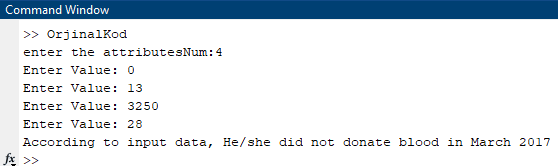 Command Window
>> OrjinalKod
enter the attributesNum:4
Enter Value: 0
Enter Value: 13
Enter Value: 3250
Enter Value: 28
According to input data, He/she did not donate blood in March 2017
fx >>